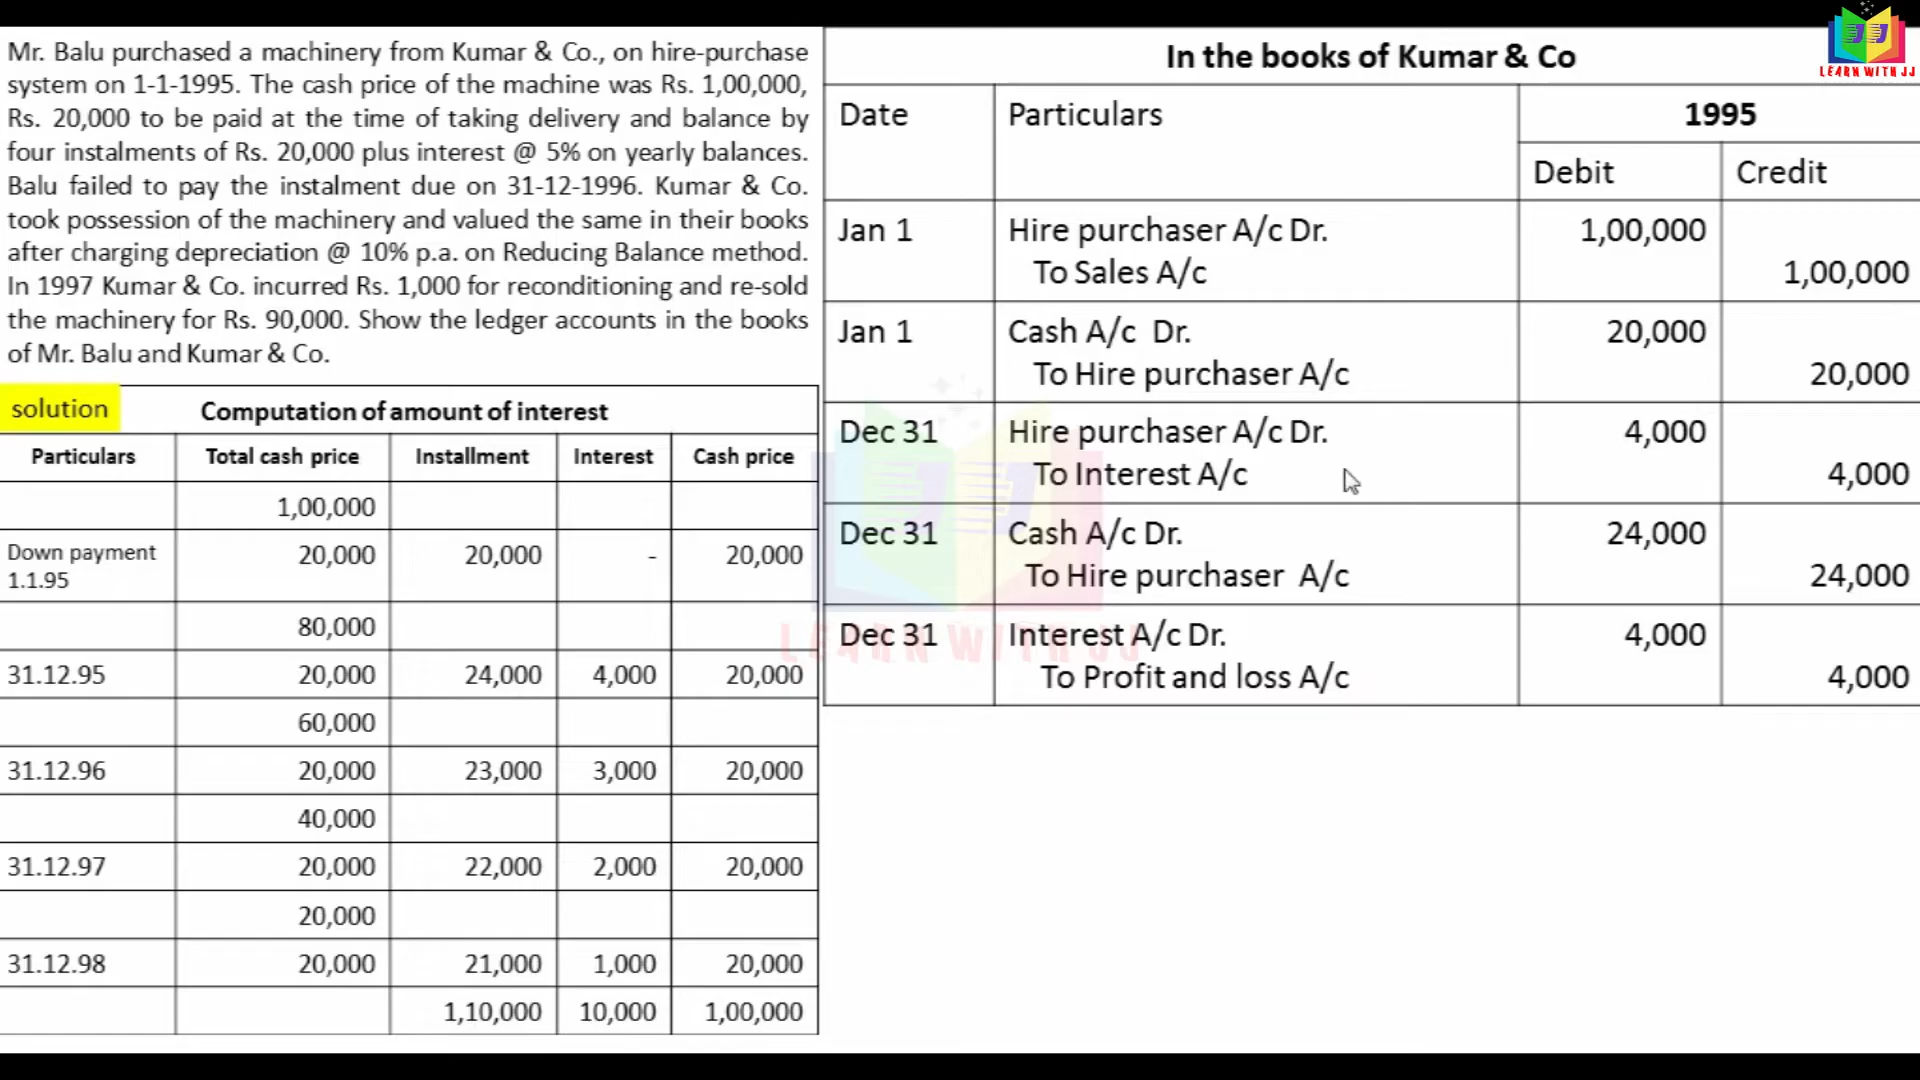 Mr. Balu purchased a machinery from Kumar & Co., on hire-purchase
system on 1-1-1995. The cash price of the machine was Rs. 1,00,000,
Rs. 20,000 to be paid at the time of taking delivery and balance by
four instalments of Rs. 20,000 plus interest @ 5% on yearly balances.
Balu failed to pay the instalment due on 31-12-1996. Kumar & Co.
took possession of the machinery and valued the same in their books
after charging depreciation @ 10% p.a. on Reducing Balance method.
In 1997 Kumar & Co. incurred Rs. 1,000 for reconditioning and re-sold
the machinery for Rs. 90,000. Show the ledger accounts in the books
of Mr. Balu and Kumar & Co.
solution Computation of amount of interest
Particulars Total cash price Installment Interest Cash price
1,00,000
Down payment 20,000 20,000 - 20,000
1.1.95
80,000
31.12.95 20,000 24,000 4,000 20,000
60,000
31.12.96 20,000 23,000 3,000 20,000
40,000
31.12.97 20,000 22,000 2,000 20,000
20,000
31.12.98 20,000 21,000 1,000 20,000
1,10,000 10,000 1,00,000
In the books of Kumar & Co
Date Particulars 1995
Debit Credit
Jan 1 Hire purchaser A/c Dr. 1,00,000
To Sales A/c 1,00,000
Jan 1 Cash A/c Dr. 20,000
To Hire purchaser A/c 20,000
Dec 31 Hire purchaser A/c Dr. 4,000
To Interest A/c 4,000
Dec 31 Cash A/c Dr. 24,000
To Hire purchaser A/c 24,000
Dec 31 Interest A/c Dr. 4,000
To Profit and loss A/c 4,000
JJ
LEARN WITH JJ
JJ
LEARN WITH JJ